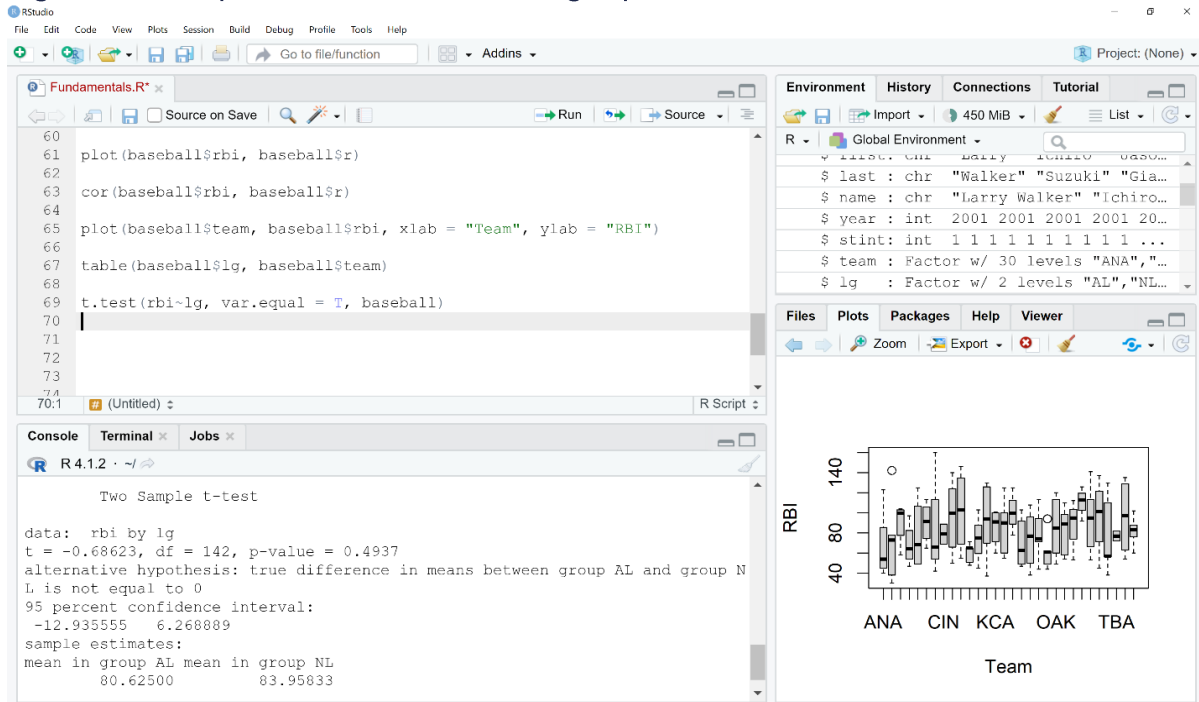 RStudio
File Edit Code View Plots Session Build Debug Profile Tools Help
Go to file/function
Addins
Project: (None)
Fundamentals.R*
Source on Save
Run
Source
60
61 plot(baseball$rbi, baseball$r)
62
63 cor(baseball$rbi, baseball$r)
64
65 plot(baseball$team, baseball$rbi, xlab = "Team", ylab = "RBI")
66
67 table(baseball$lg, baseball$team)
68
69 t.test(rbi~lg, var.equal = T, baseball)
70
71
72
73
74
70:1 # (Untitled) R Script
Console Terminal Jobs
R 4.1.2 · ~/
Two Sample t-test
data: rbi by lg
t = -0.68623, df = 142, p-value = 0.4937
alternative hypothesis: true difference in means between group AL and group N
L is not equal to 0
95 percent confidence interval:
-12.935555 6.268889
sample estimates:
mean in group AL mean in group NL
80.62500 83.95833
Environment History Connections Tutorial
Import 450 MiB List
R Global Environment
$ last : chr "Walker" "Suzuki" "Gia…
$ name : chr "Larry Walker" "Ichiro…
$ year : int 2001 2001 2001 2001 20…
$ stint: int 1 1 1 1 1 1 1 1 1 1 ...
$ team : Factor w/ 30 levels "ANA","…
$ lg : Factor w/ 2 levels "AL","NL…
Files Plots Packages Help Viewer
Zoom Export
RBI
140
80
40
ANA CIN KCA OAK TBA
Team